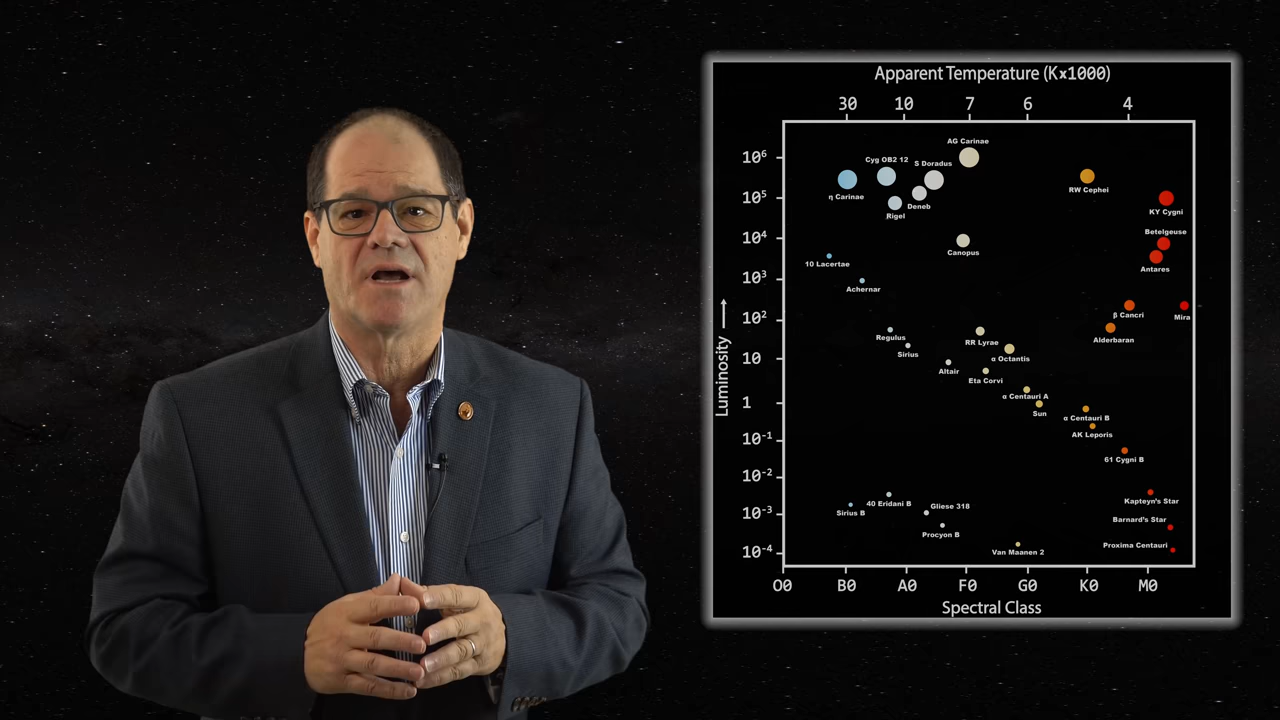 Apparent Temperature (Kx1000)
30 10 7 6 4
AG Carinae
Cyg OB2 12
S Doradus
η Carinae
Deneb
Rigel
RW Cephei
KY Cygni
Betelgeuse
Canopus
Antares
10 Lacertae
Achernar
β Cancri
Mira
Regulus
RR Lyrae
Alderbaran
Sirius
α Octantis
Altair
Eta Corvi
α Centauri A
Sun
α Centauri B
AK Leporis
61 Cygni B
Kapteyn's Star
40 Eridani B
Gliese 318
Sirius B
Barnard's Star
Procyon B
Proxima Centauri
Van Maanen 2
10⁶
10⁵
10⁴
10³
10²
10
1
10⁻¹
10⁻²
10⁻³
10⁻⁴
Luminosity →
O0 B0 A0 F0 G0 K0 M0
Spectral Class